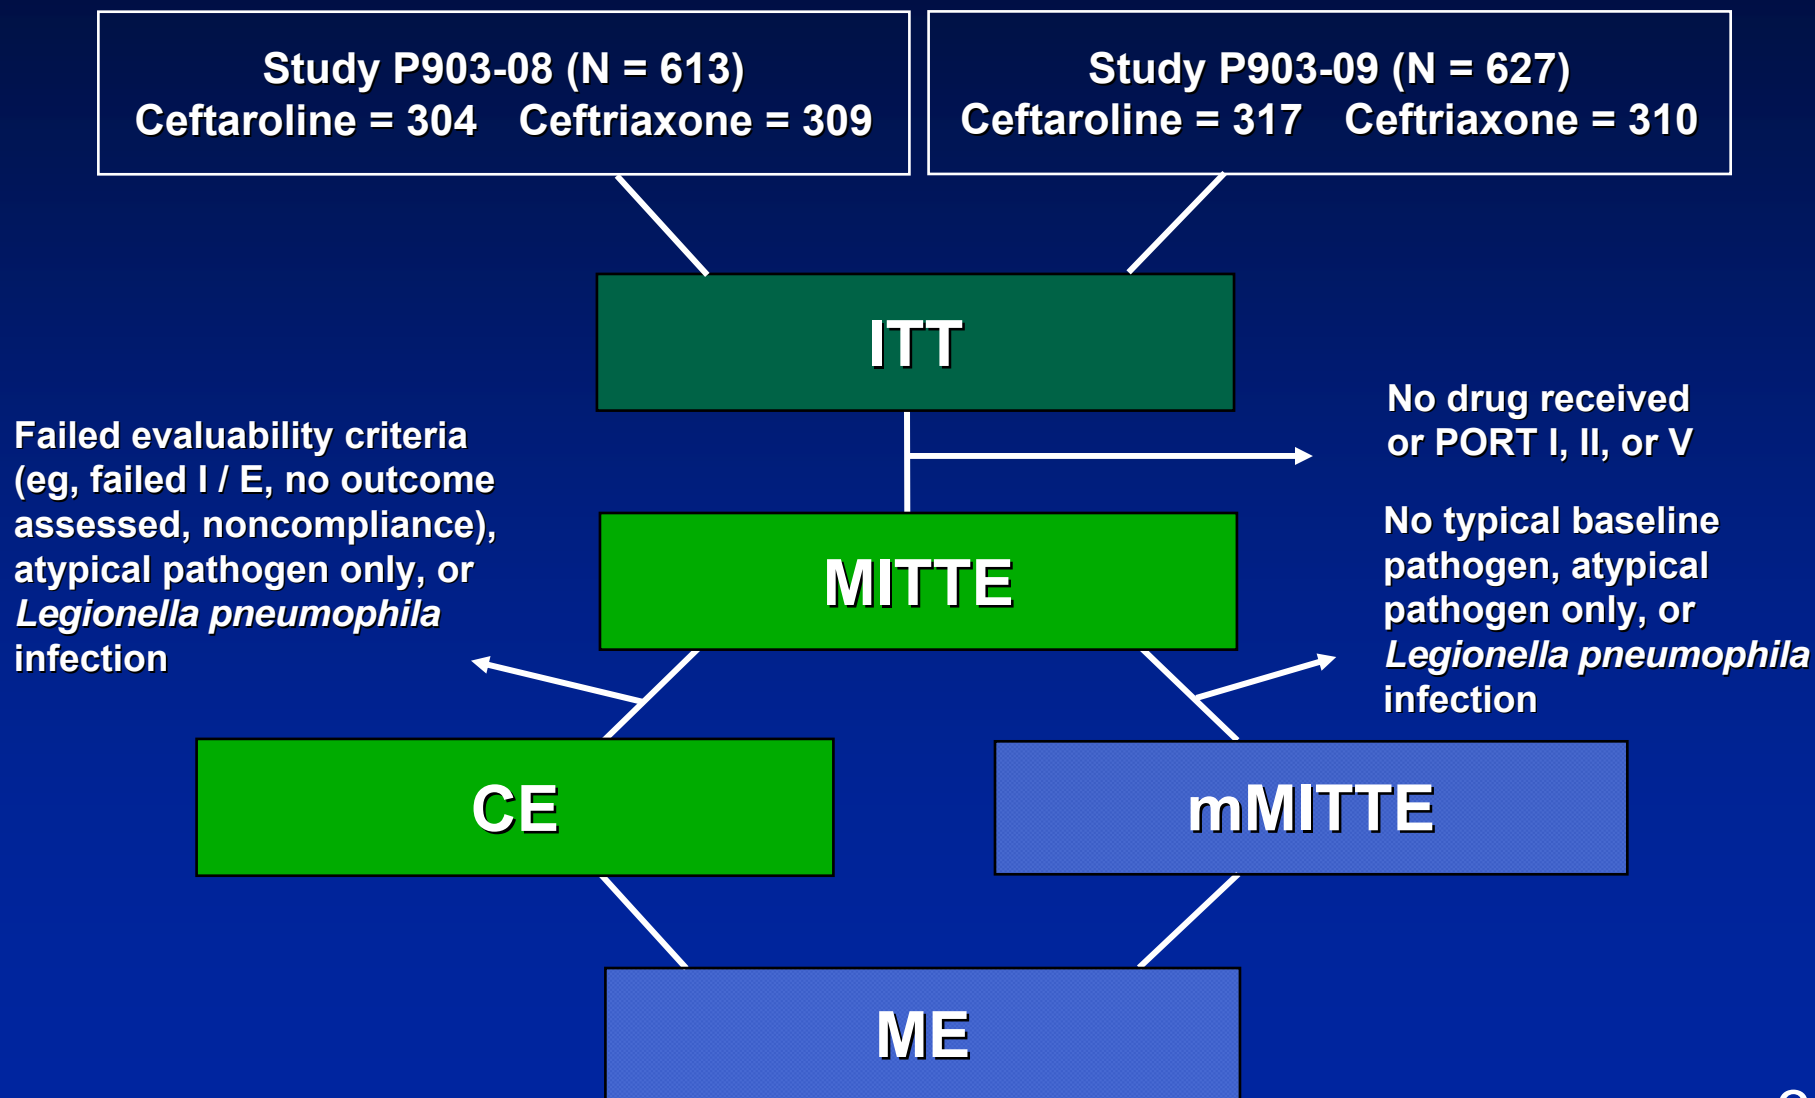 Study P903-08 (N = 613)
Ceftaroline = 304 Ceftriaxone = 309
Study P903-09 (N = 627)
Ceftaroline = 317 Ceftriaxone = 310
ITT
No drug received
or PORT I, II, or V
Failed evaluability criteria
(eg, failed I / E, no outcome
assessed, noncompliance),
atypical pathogen only, or
Legionella pneumophila
infection
MITTE
No typical baseline
pathogen, atypical
pathogen only, or
Legionella pneumophila
infection
CE
mMITTE
ME